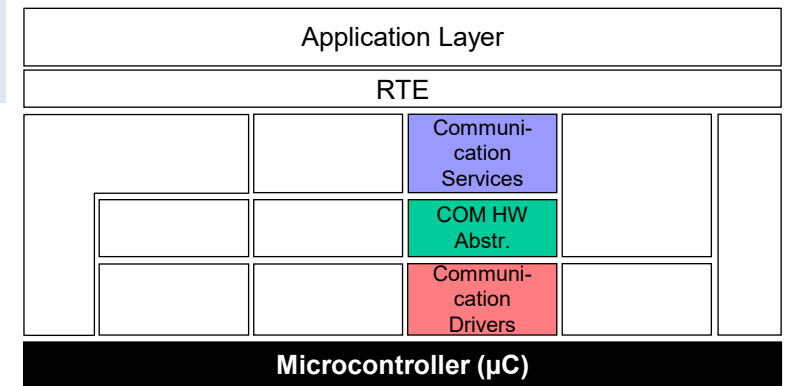 Application Layer
RTE
Communi-
cation
Services
COM HW
Abstr.
Communi-
cation
Drivers
Microcontroller (µC)